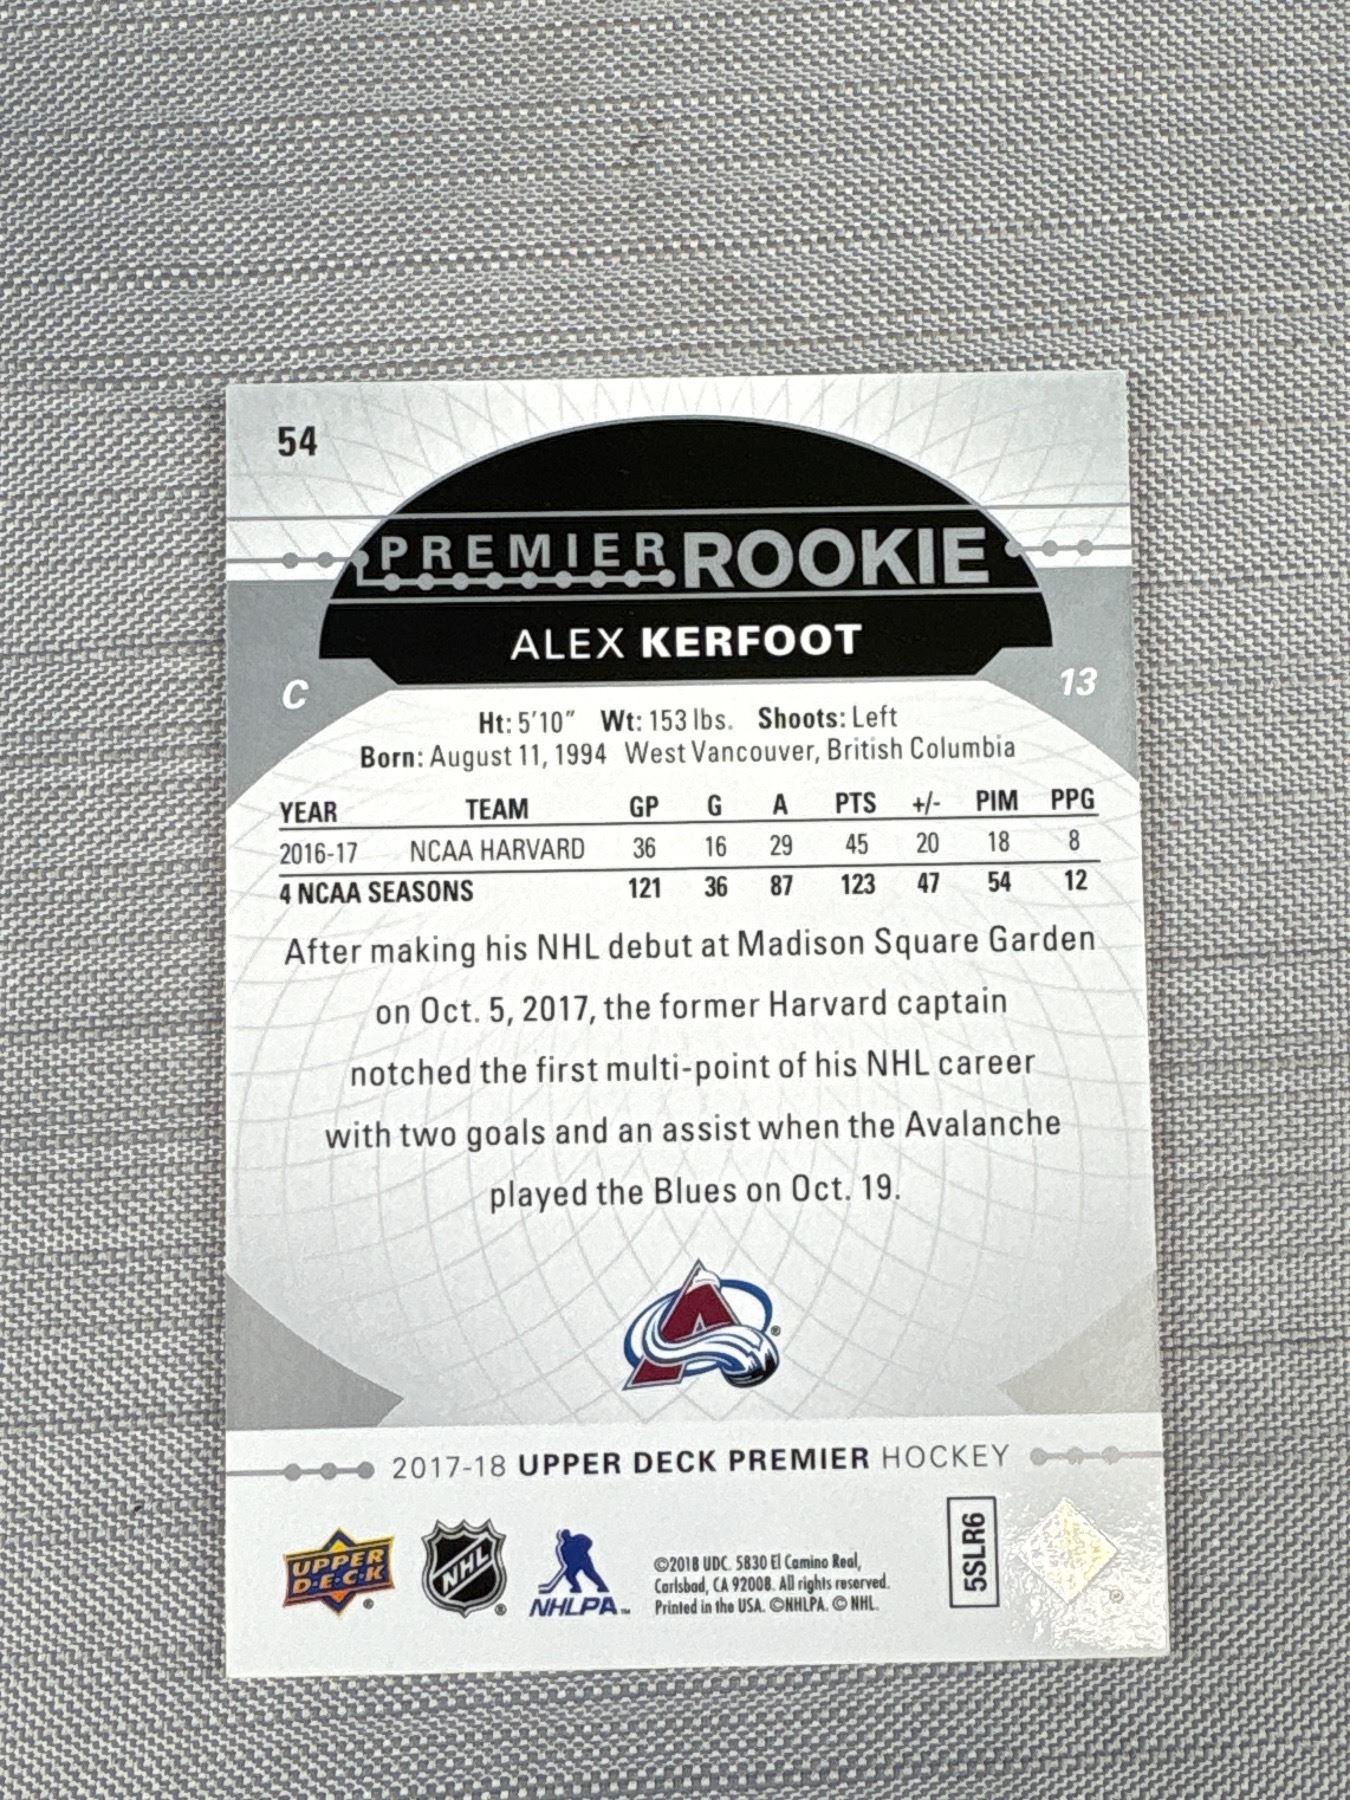 54
PREMIER ROOKIE
ALEX KERFOOT
C
13
Ht: 5'10" Wt: 153 lbs. Shoots: Left
Born: August 11, 1994 West Vancouver, British Columbia
YEAR TEAM GP G A PTS +/- PIM PPG
2016-17 NCAA HARVARD 36 16 29 45 20 18 8
4 NCAA SEASONS 121 36 87 123 47 54 12
After making his NHL debut at Madison Square Garden
on Oct. 5, 2017, the former Harvard captain
notched the first multi-point of his NHL career
with two goals and an assist when the Avalanche
played the Blues on Oct. 19.
A ®
2017-18 UPPER DECK PREMIER HOCKEY
UPPER
D·E·C·K ®
NHL ®
NHLPA™
©2018 UDC. 5830 El Camino Real,
Carlsbad, CA 92008. All rights reserved.
Printed in the USA. ©NHLPA. © NHL.
5SLR6
®